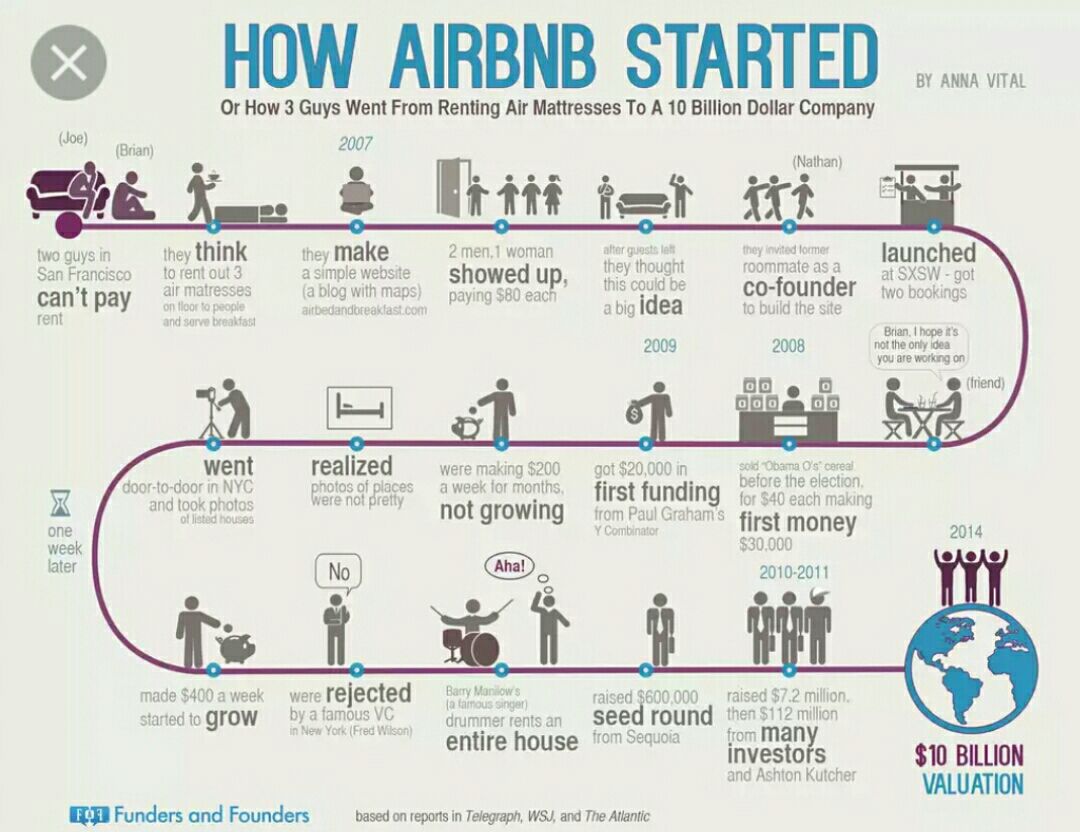 HOW AIRBNB STARTED
BY ANNA VITAL
Or How 3 Guys Went From Renting Air Mattresses To A 10 Billion Dollar Company
(Joe)
(Brian)
two guys in
San Francisco
can't pay
rent
they think
to rent out 3
air matresses
on floor to people
and serve breakfast
2007
they make
a simple website
(a blog with maps)
airbedandbreakfast.com
2 men,1 woman
showed up,
paying $80 each
after guests left
they thought
this could be
a big idea
(Nathan)
they invited former
roommate as a
co-founder
to build the site
launched
at SXSW - got
two bookings
Brian, I hope it's
not the only idea
you are working on
(friend)
2008
sold "Obama O's" cereal
before the election,
for $40 each making
first money
$30,000
2009
got $20,000 in
first funding
from Paul Graham's
Y Combinator
were making $200
a week for months,
not growing
realized
photos of places
were not pretty
went
door-to-door in NYC
and took photos
of listed houses
one
week
later
made $400 a week
started to grow
No
were rejected
by a famous VC
in New York (Fred Wilson)
Aha!
Barry Manilow's
(a famous singer)
drummer rents an
entire house
raised $600,000
seed round
from Sequoia
2010-2011
raised $7.2 million,
then $112 million
from many
investors
and Ashton Kutcher
2014
$10 BILLION
VALUATION
FOF Funders and Founders
based on reports in Telegraph, WSJ, and The Atlantic